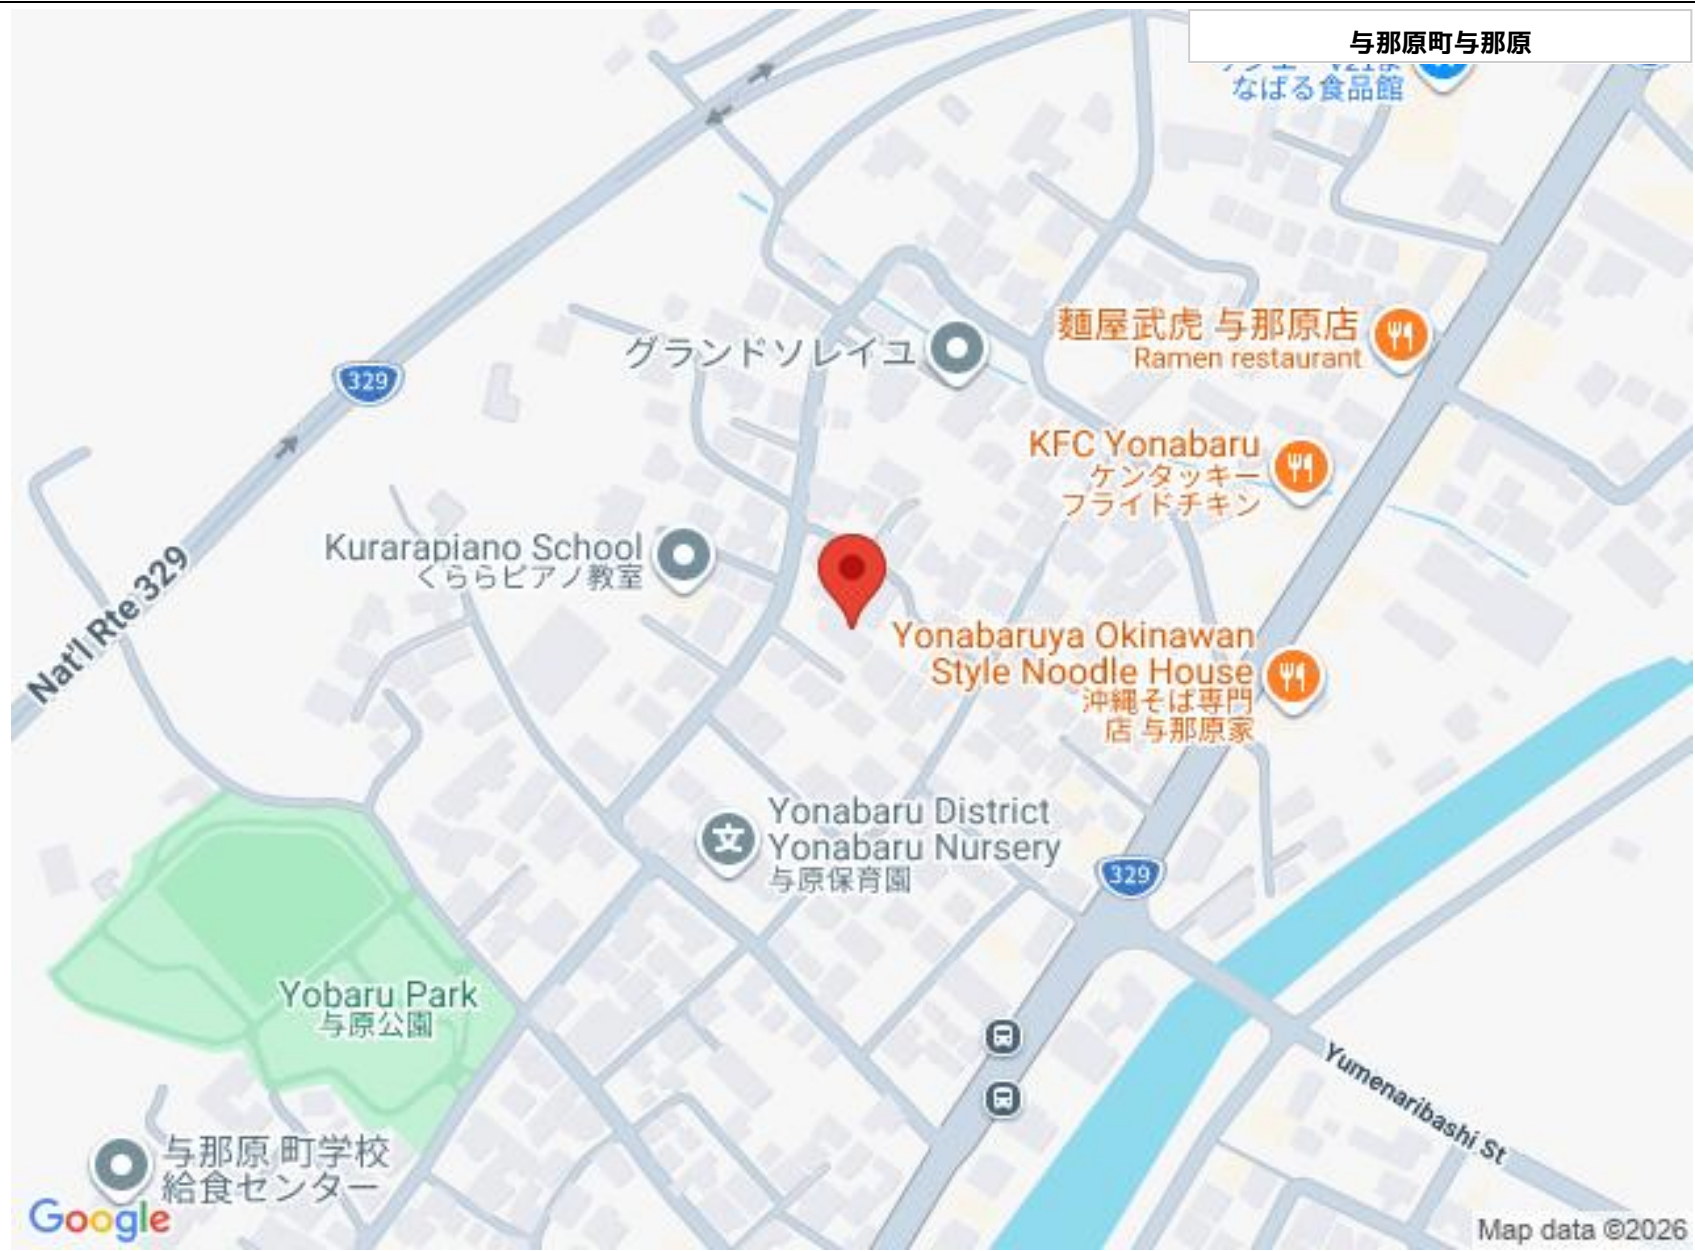 与那原町与那原
なばる食品館
麺屋武虎 与那原店
Ramen restaurant
グランドソレイユ
329
KFC Yonabaru
ケンタッキー
フライドチキン
Kurarapiano School
くららピアノ教室
Nat'l Rte 329
Yonabaruya Okinawan
Style Noodle House
沖縄そば専門
店 与那原家
Yonabaru District
Yonabaru Nursery
与原保育園
329
Yobaru Park
与原公園
Yumenaribashi St
与那原町学校
給食センター
Google
Map data ©2026